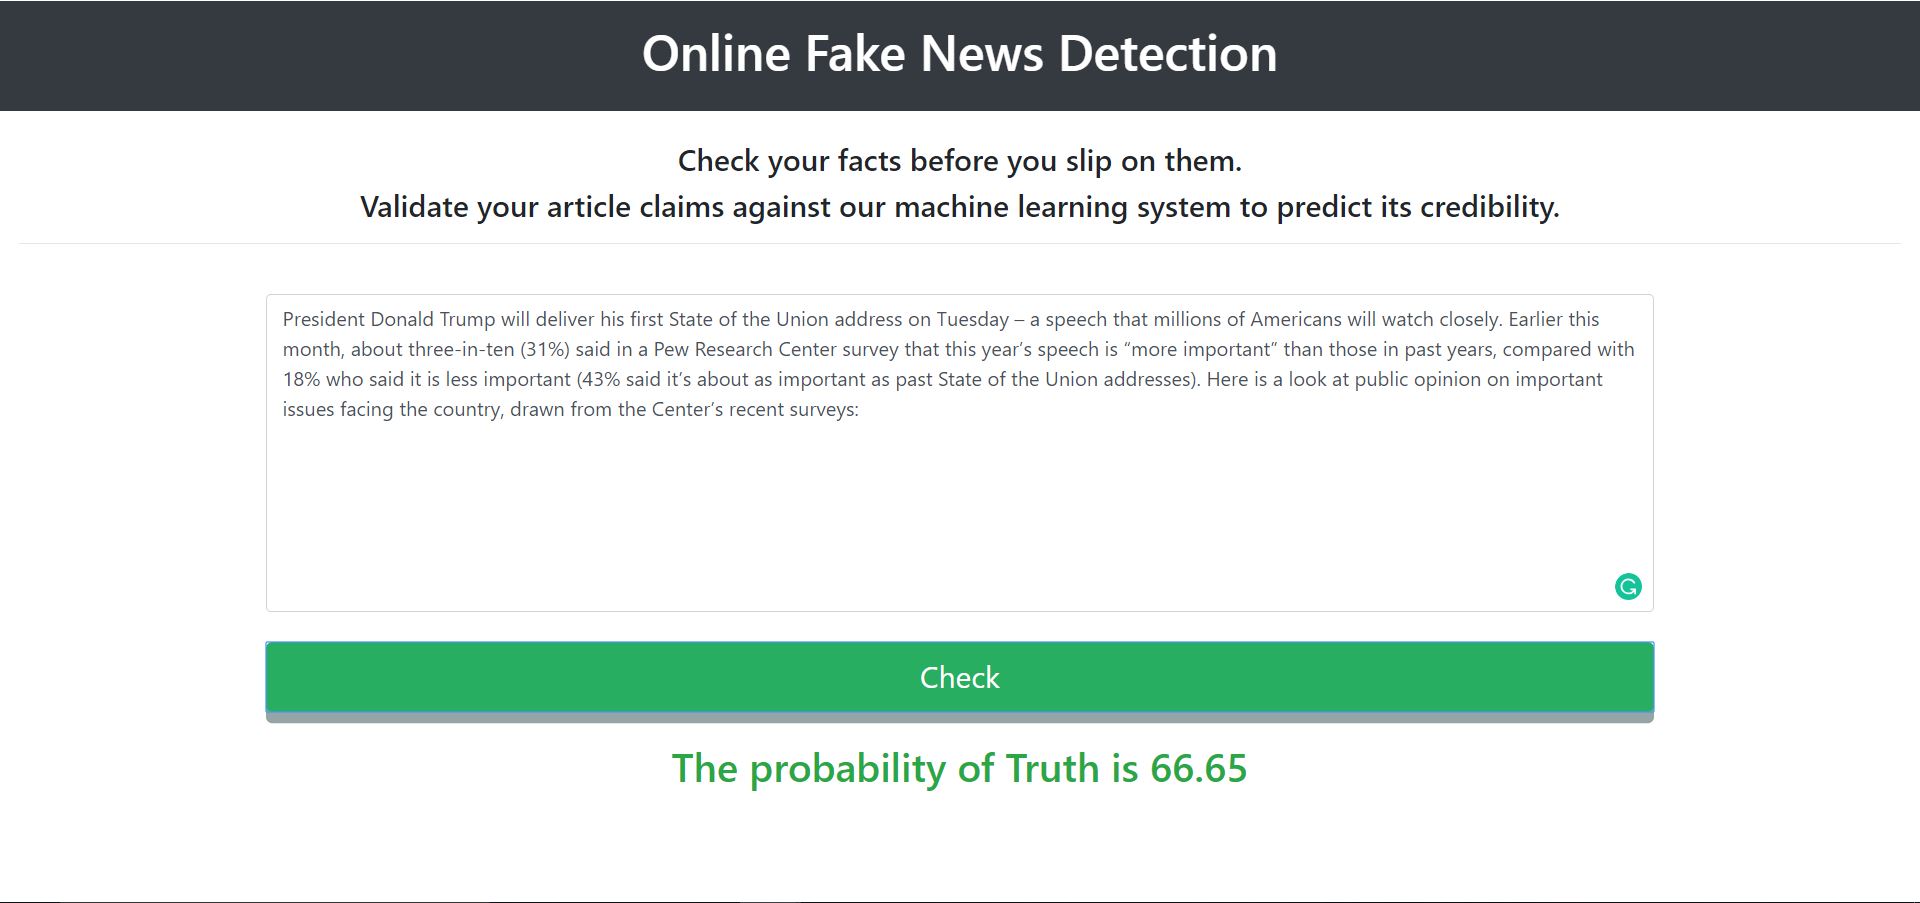 Online Fake News Detection
Check your facts before you slip on them.
Validate your article claims against our machine learning system to predict its credibility.
President Donald Trump will deliver his first State of the Union address on Tuesday – a speech that millions of Americans will watch closely. Earlier this
month, about three-in-ten (31%) said in a Pew Research Center survey that this year’s speech is “more important” than those in past years, compared with
18% who said it is less important (43% said it’s about as important as past State of the Union addresses). Here is a look at public opinion on important
issues facing the country, drawn from the Center’s recent surveys:
Check
The probability of Truth is 66.65